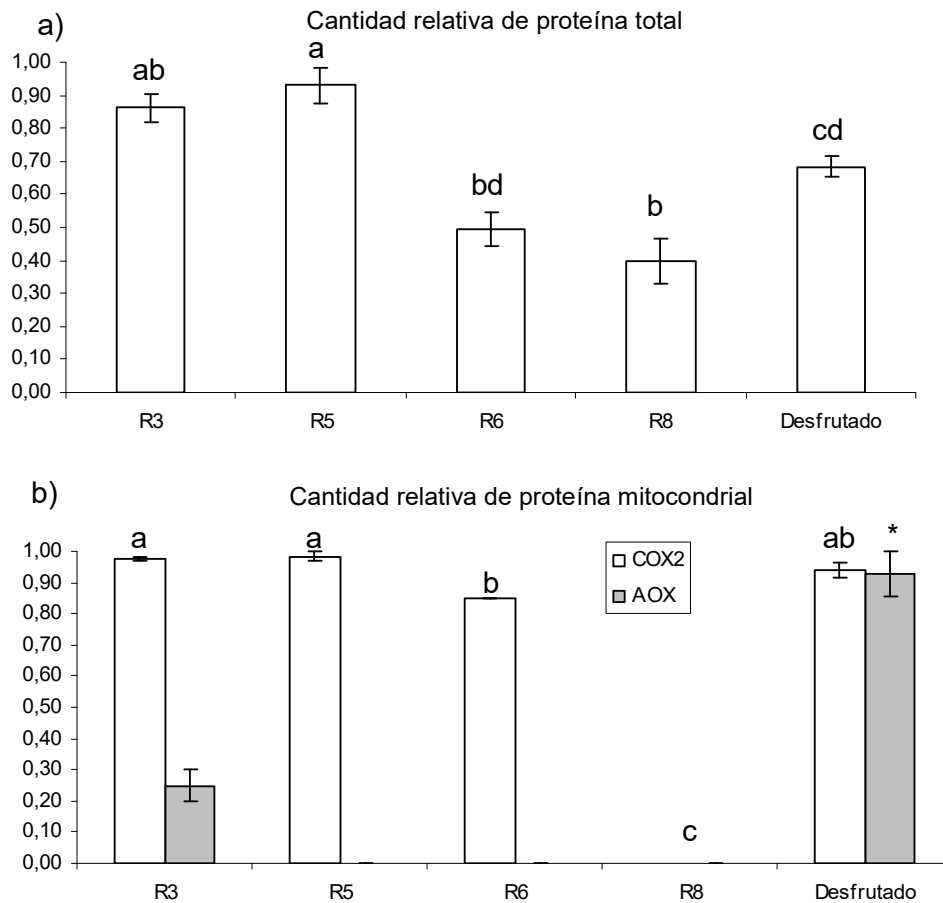 a)
Cantidad relativa de proteína total
1,00
0,90
0,80
0,70
0,60
0,50
0,40
0,30
0,20
0,10
0,00
ab
a
bd
b
cd
R3 R5 R6 R8 Desfrutado
b)
Cantidad relativa de proteína mitocondrial
1,00
0,90
0,80
0,70
0,60
0,50
0,40
0,30
0,20
0,10
0,00
a
a
b
c
ab
*
COX2
AOX
R3 R5 R6 R8 Desfrutado